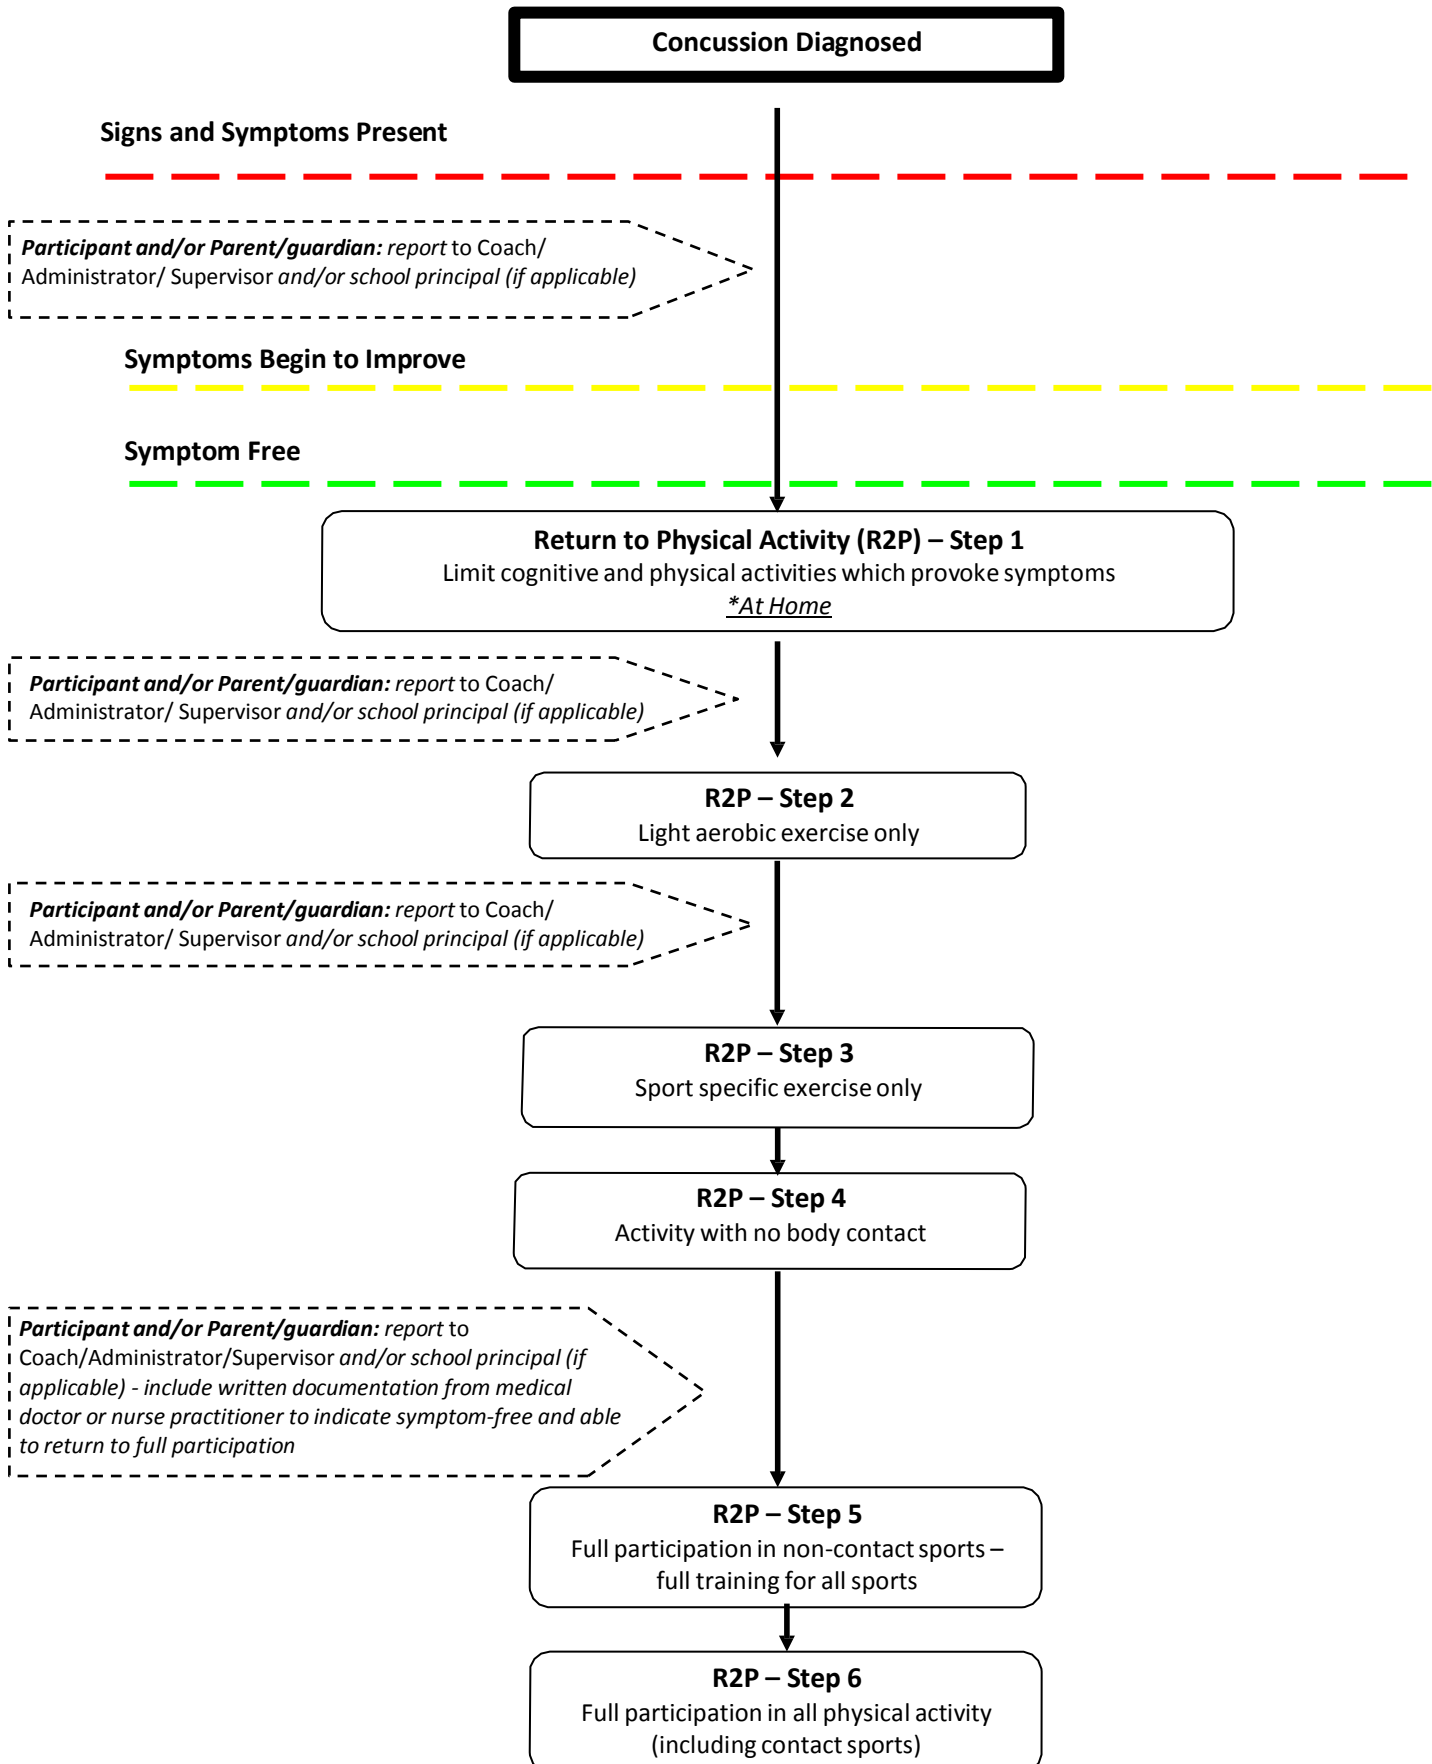 Concussion Diagnosed
Signs and Symptoms Present
Participant and/or Parent/guardian: report to Coach/
Administrator/ Supervisor and/or school principal (if applicable)
Symptoms Begin to Improve
Symptom Free
Return to Physical Activity (R2P) – Step 1
Limit cognitive and physical activities which provoke symptoms
*At Home
Participant and/or Parent/guardian: report to Coach/
Administrator/ Supervisor and/or school principal (if applicable)
R2P – Step 2
Light aerobic exercise only
Participant and/or Parent/guardian: report to Coach/
Administrator/ Supervisor and/or school principal (if applicable)
R2P – Step 3
Sport specific exercise only
R2P – Step 4
Activity with no body contact
Participant and/or Parent/guardian: report to
Coach/Administrator/Supervisor and/or school principal (if
applicable) - include written documentation from medical
doctor or nurse practitioner to indicate symptom-free and able
to return to full participation
R2P – Step 5
Full participation in non-contact sports –
full training for all sports
R2P – Step 6
Full participation in all physical activity
(including contact sports)